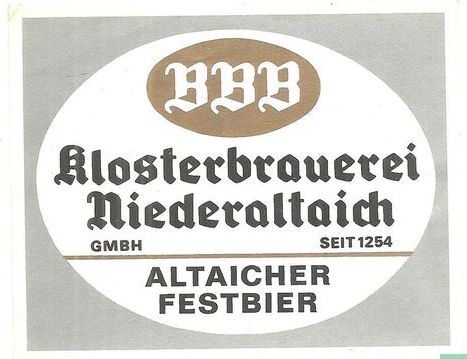 BBB
Klosterbrauerei
Niederaltaich
GMBH SEIT 1254
ALTAICHER
FESTBIER